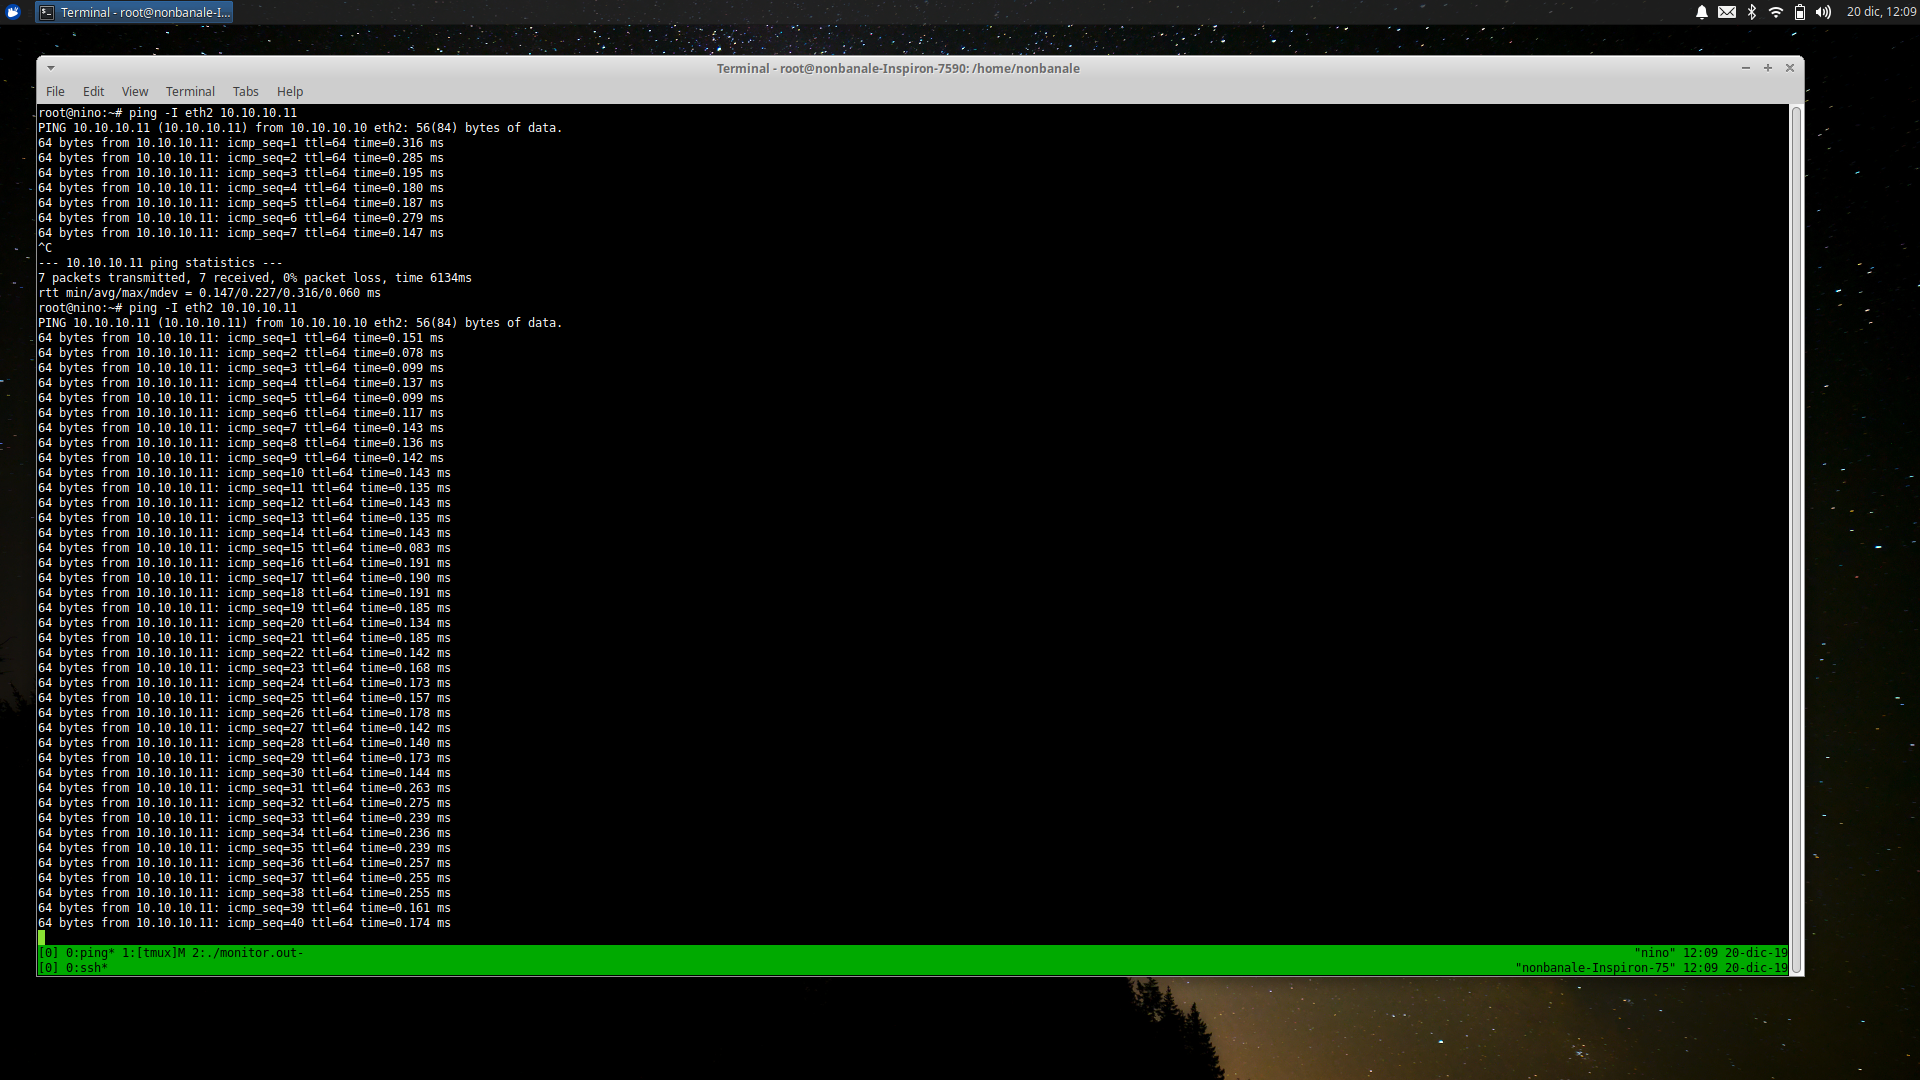 Terminal - root@nonbanale-I...
20 dic, 12:09
Terminal - root@nonbanale-Inspiron-7590: /home/nonbanale
File Edit View Terminal Tabs Help
root@nino:~# ping -I eth2 10.10.10.11
PING 10.10.10.11 (10.10.10.11) from 10.10.10.10 eth2: 56(84) bytes of data.
64 bytes from 10.10.10.11: icmp_seq=1 ttl=64 time=0.316 ms
64 bytes from 10.10.10.11: icmp_seq=2 ttl=64 time=0.285 ms
64 bytes from 10.10.10.11: icmp_seq=3 ttl=64 time=0.195 ms
64 bytes from 10.10.10.11: icmp_seq=4 ttl=64 time=0.180 ms
64 bytes from 10.10.10.11: icmp_seq=5 ttl=64 time=0.187 ms
64 bytes from 10.10.10.11: icmp_seq=6 ttl=64 time=0.279 ms
64 bytes from 10.10.10.11: icmp_seq=7 ttl=64 time=0.147 ms
^C
--- 10.10.10.11 ping statistics ---
7 packets transmitted, 7 received, 0% packet loss, time 6134ms
rtt min/avg/max/mdev = 0.147/0.227/0.316/0.060 ms
root@nino:~# ping -I eth2 10.10.10.11
PING 10.10.10.11 (10.10.10.11) from 10.10.10.10 eth2: 56(84) bytes of data.
64 bytes from 10.10.10.11: icmp_seq=1 ttl=64 time=0.151 ms
64 bytes from 10.10.10.11: icmp_seq=2 ttl=64 time=0.078 ms
64 bytes from 10.10.10.11: icmp_seq=3 ttl=64 time=0.099 ms
64 bytes from 10.10.10.11: icmp_seq=4 ttl=64 time=0.137 ms
64 bytes from 10.10.10.11: icmp_seq=5 ttl=64 time=0.099 ms
64 bytes from 10.10.10.11: icmp_seq=6 ttl=64 time=0.117 ms
64 bytes from 10.10.10.11: icmp_seq=7 ttl=64 time=0.143 ms
64 bytes from 10.10.10.11: icmp_seq=8 ttl=64 time=0.136 ms
64 bytes from 10.10.10.11: icmp_seq=9 ttl=64 time=0.142 ms
64 bytes from 10.10.10.11: icmp_seq=10 ttl=64 time=0.143 ms
64 bytes from 10.10.10.11: icmp_seq=11 ttl=64 time=0.135 ms
64 bytes from 10.10.10.11: icmp_seq=12 ttl=64 time=0.143 ms
64 bytes from 10.10.10.11: icmp_seq=13 ttl=64 time=0.135 ms
64 bytes from 10.10.10.11: icmp_seq=14 ttl=64 time=0.143 ms
64 bytes from 10.10.10.11: icmp_seq=15 ttl=64 time=0.083 ms
64 bytes from 10.10.10.11: icmp_seq=16 ttl=64 time=0.191 ms
64 bytes from 10.10.10.11: icmp_seq=17 ttl=64 time=0.190 ms
64 bytes from 10.10.10.11: icmp_seq=18 ttl=64 time=0.191 ms
64 bytes from 10.10.10.11: icmp_seq=19 ttl=64 time=0.185 ms
64 bytes from 10.10.10.11: icmp_seq=20 ttl=64 time=0.134 ms
64 bytes from 10.10.10.11: icmp_seq=21 ttl=64 time=0.185 ms
64 bytes from 10.10.10.11: icmp_seq=22 ttl=64 time=0.142 ms
64 bytes from 10.10.10.11: icmp_seq=23 ttl=64 time=0.168 ms
64 bytes from 10.10.10.11: icmp_seq=24 ttl=64 time=0.173 ms
64 bytes from 10.10.10.11: icmp_seq=25 ttl=64 time=0.157 ms
64 bytes from 10.10.10.11: icmp_seq=26 ttl=64 time=0.178 ms
64 bytes from 10.10.10.11: icmp_seq=27 ttl=64 time=0.142 ms
64 bytes from 10.10.10.11: icmp_seq=28 ttl=64 time=0.140 ms
64 bytes from 10.10.10.11: icmp_seq=29 ttl=64 time=0.173 ms
64 bytes from 10.10.10.11: icmp_seq=30 ttl=64 time=0.144 ms
64 bytes from 10.10.10.11: icmp_seq=31 ttl=64 time=0.263 ms
64 bytes from 10.10.10.11: icmp_seq=32 ttl=64 time=0.275 ms
64 bytes from 10.10.10.11: icmp_seq=33 ttl=64 time=0.239 ms
64 bytes from 10.10.10.11: icmp_seq=34 ttl=64 time=0.236 ms
64 bytes from 10.10.10.11: icmp_seq=35 ttl=64 time=0.239 ms
64 bytes from 10.10.10.11: icmp_seq=36 ttl=64 time=0.257 ms
64 bytes from 10.10.10.11: icmp_seq=37 ttl=64 time=0.255 ms
64 bytes from 10.10.10.11: icmp_seq=38 ttl=64 time=0.255 ms
64 bytes from 10.10.10.11: icmp_seq=39 ttl=64 time=0.161 ms
64 bytes from 10.10.10.11: icmp_seq=40 ttl=64 time=0.174 ms
[0] 0:ping* 1:[tmux]M 2:./monitor.out- "nino" 12:09 20-dic-19
[0] 0:ssh* "nonbanale-Inspiron-75" 12:09 20-dic-19